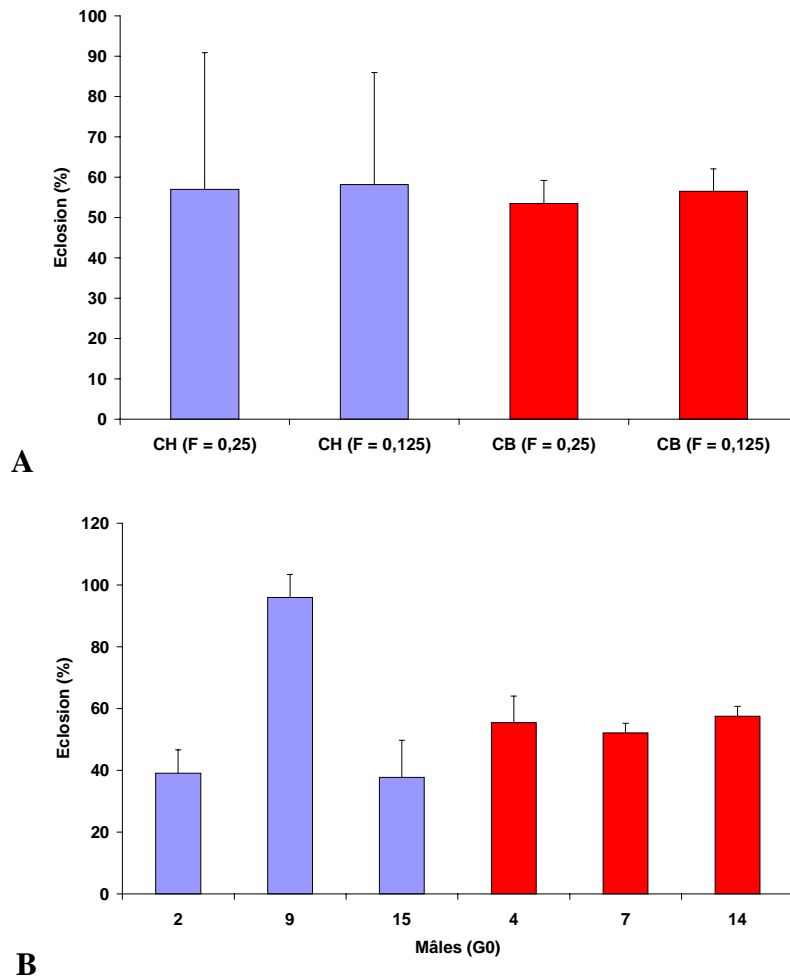 100
90
80
70
60
50
40
30
20
10
0
Eclosion (%)
CH (F = 0,25) CH (F = 0,125) CB (F = 0,25) CB (F = 0,125)
A
120
100
80
60
40
20
0
Eclosion (%)
2 9 15 4 7 14
Mâles (G0)
B